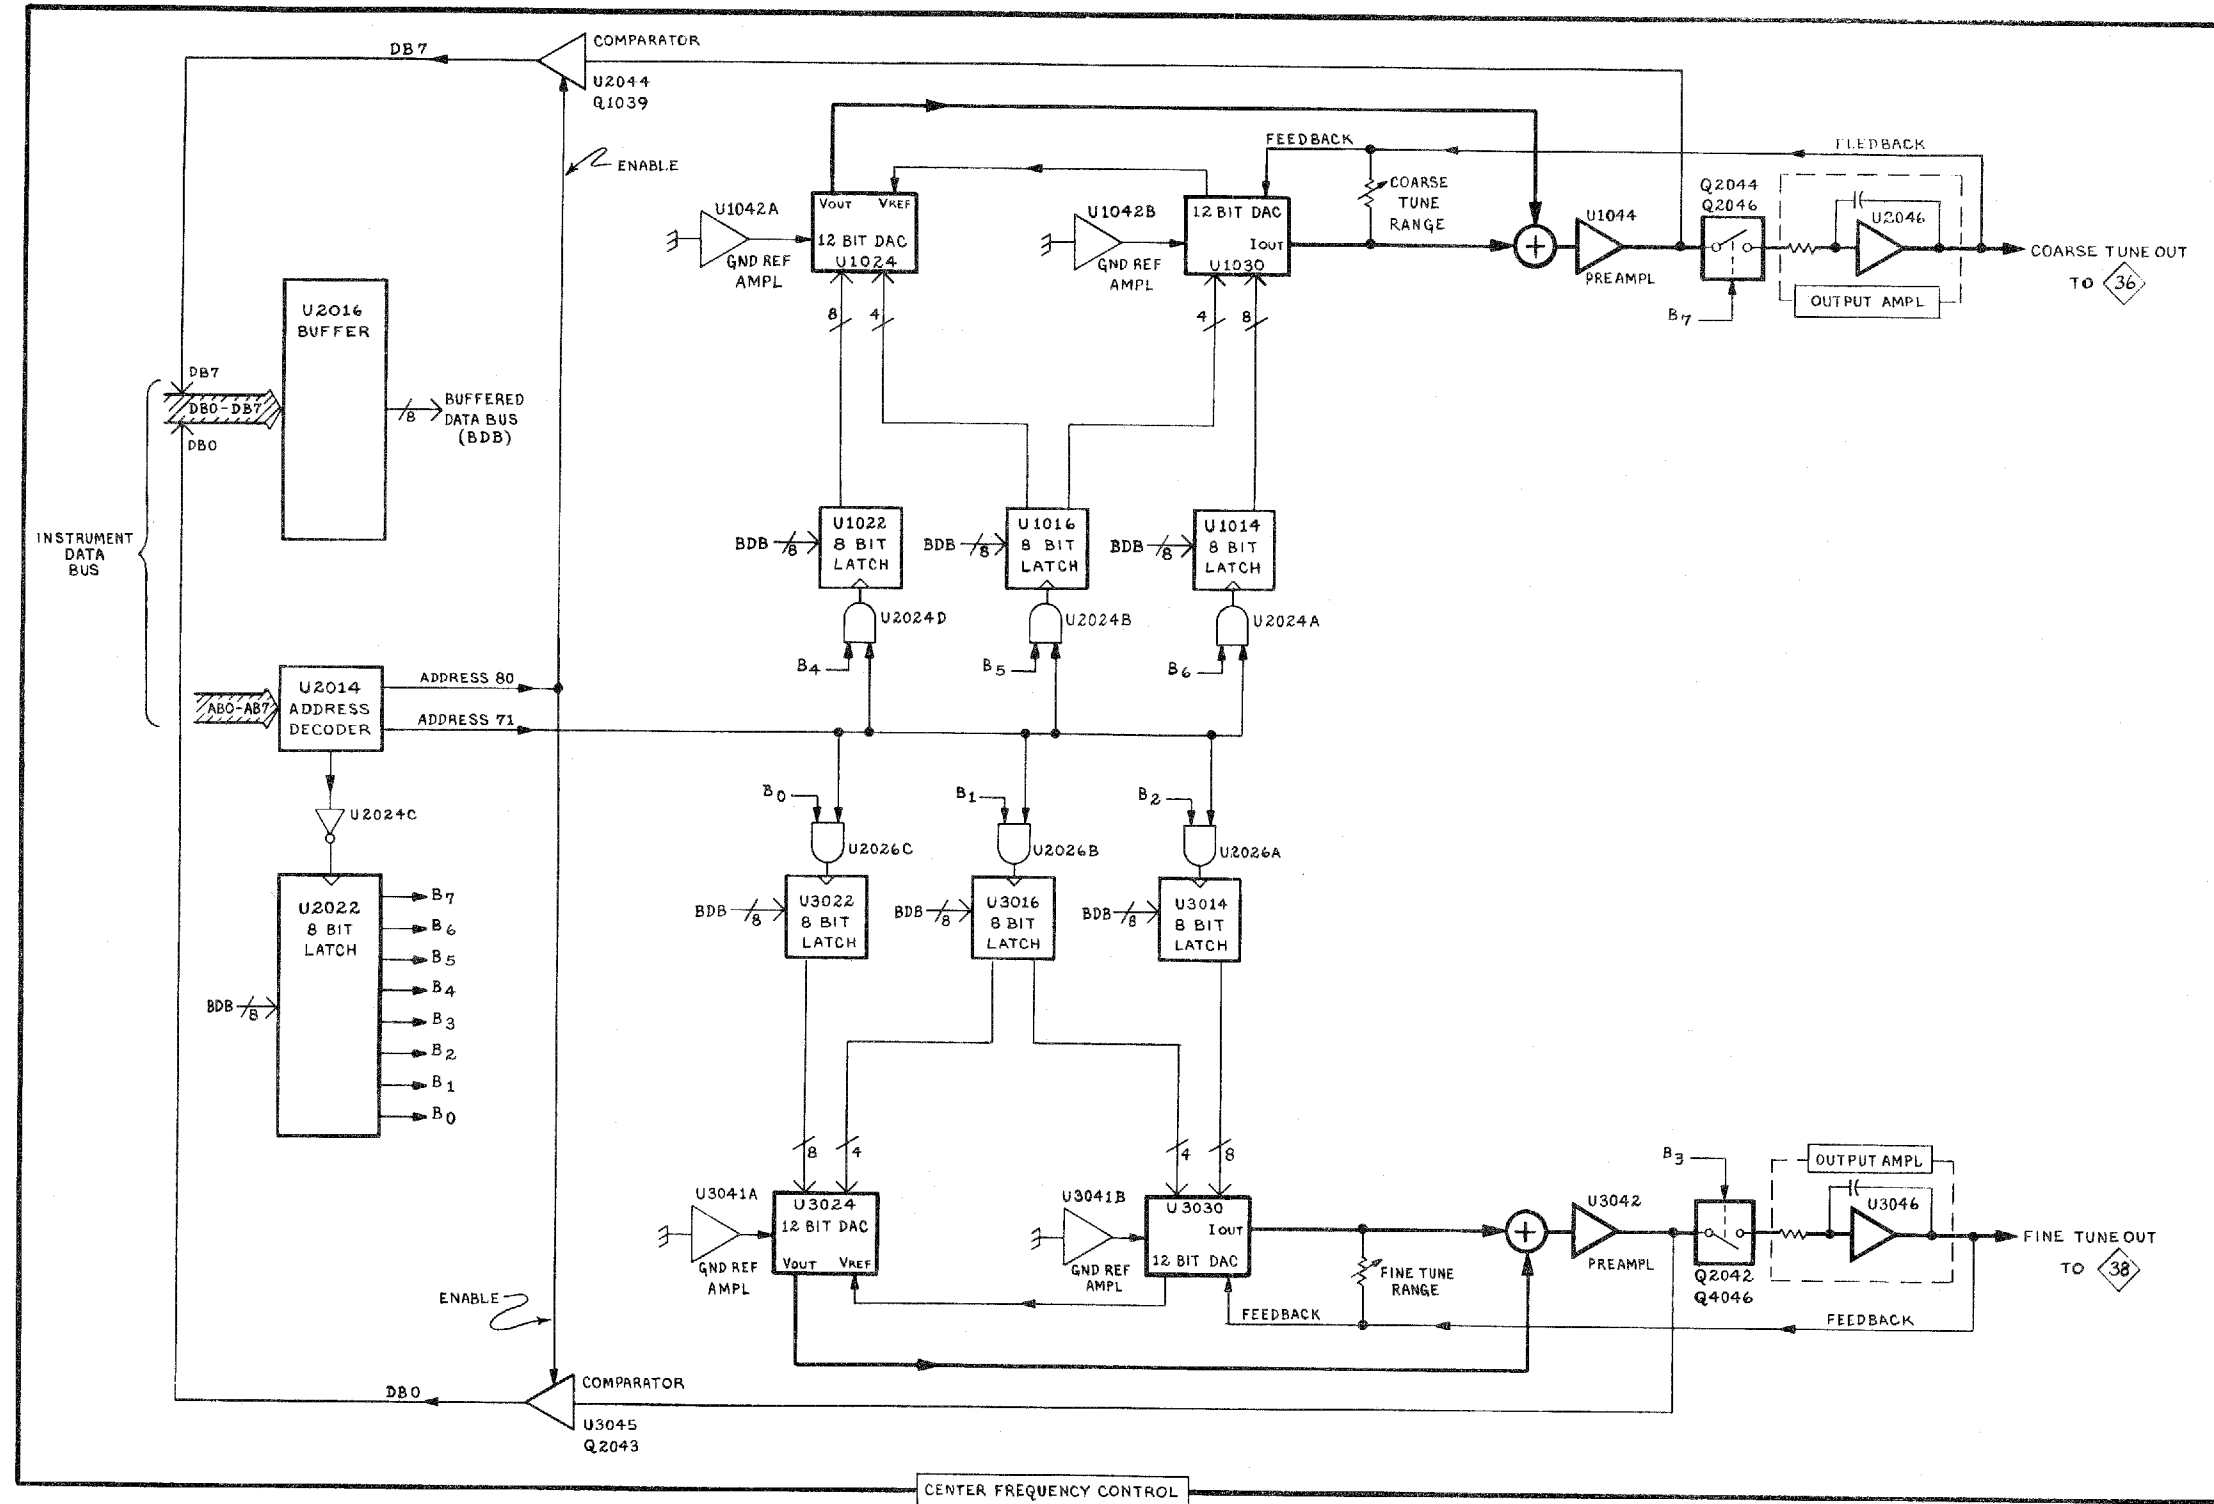 DB7
COMPARATOR
U2044
Q1039
ENABLE
FEEDBACK
FEEDBACK
COARSE
TUNE
RANGE
U1042A
GND REF
AMPL
VOUT VREF
12 BIT DAC
U1024
U1042B
GND REF
AMPL
12 BIT DAC
IOUT
U1030
+
U1044
PREAMPL
Q2044
Q2046
B7
U2046
OUTPUT AMPL
COARSE TUNE OUT
TO 36
8
4
4
8
U2016
BUFFER
DB7
DB0-DB7
DB0
8
BUFFERED
DATA BUS
(BDB)
INSTRUMENT
DATA
BUS
BDB 8
U1022
8 BIT
LATCH
BDB 8
U1016
8 BIT
LATCH
BDB 8
U1014
8 BIT
LATCH
U2024D
U2024B
U2024A
B4
B5
B6
AB0-AB7
U2014
ADDRESS
DECODER
ADDRESS 80
ADDRESS 71
U2024C
B0
B1
B2
U2026C
U2026B
U2026A
BDB 8
U2022
8 BIT
LATCH
B7
B6
B5
B4
B3
B2
B1
B0
BDB 8
U3022
8 BIT
LATCH
BDB 8
U3016
8 BIT
LATCH
BDB 8
U3014
8 BIT
LATCH
8
4
4
8
U3041A
GND REF
AMPL
U3024
12 BIT DAC
VOUT VREF
U3041B
GND REF
AMPL
U3030
IOUT
12 BIT DAC
FINE TUNE
RANGE
FEEDBACK
FEEDBACK
+
U3042
PREAMPL
B3
Q2042
Q4046
OUTPUT AMPL
U3046
FINE TUNE OUT
TO 38
ENABLE
DB0
COMPARATOR
U3045
Q2043
CENTER FREQUENCY CONTROL